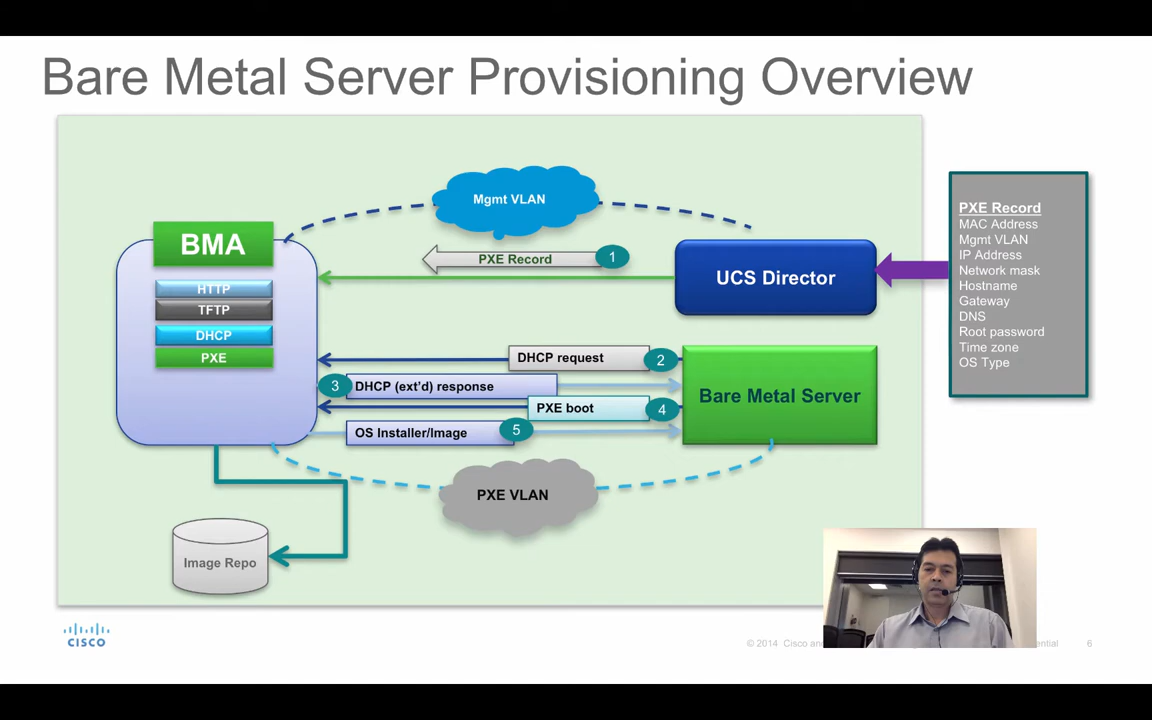 Bare Metal Server Provisioning Overview
Mgmt VLAN
BMA
HTTP
TFTP
DHCP
PXE
PXE Record
1
UCS Director
PXE Record
MAC Address
Mgmt VLAN
IP Address
Network mask
Hostname
Gateway
DNS
Root password
Time zone
OS Type
DHCP request
2
3
DHCP (ext'd) response
PXE boot
4
OS Installer/Image
5
Bare Metal Server
PXE VLAN
Image Repo
CISCO
© 2014 Cisco
6